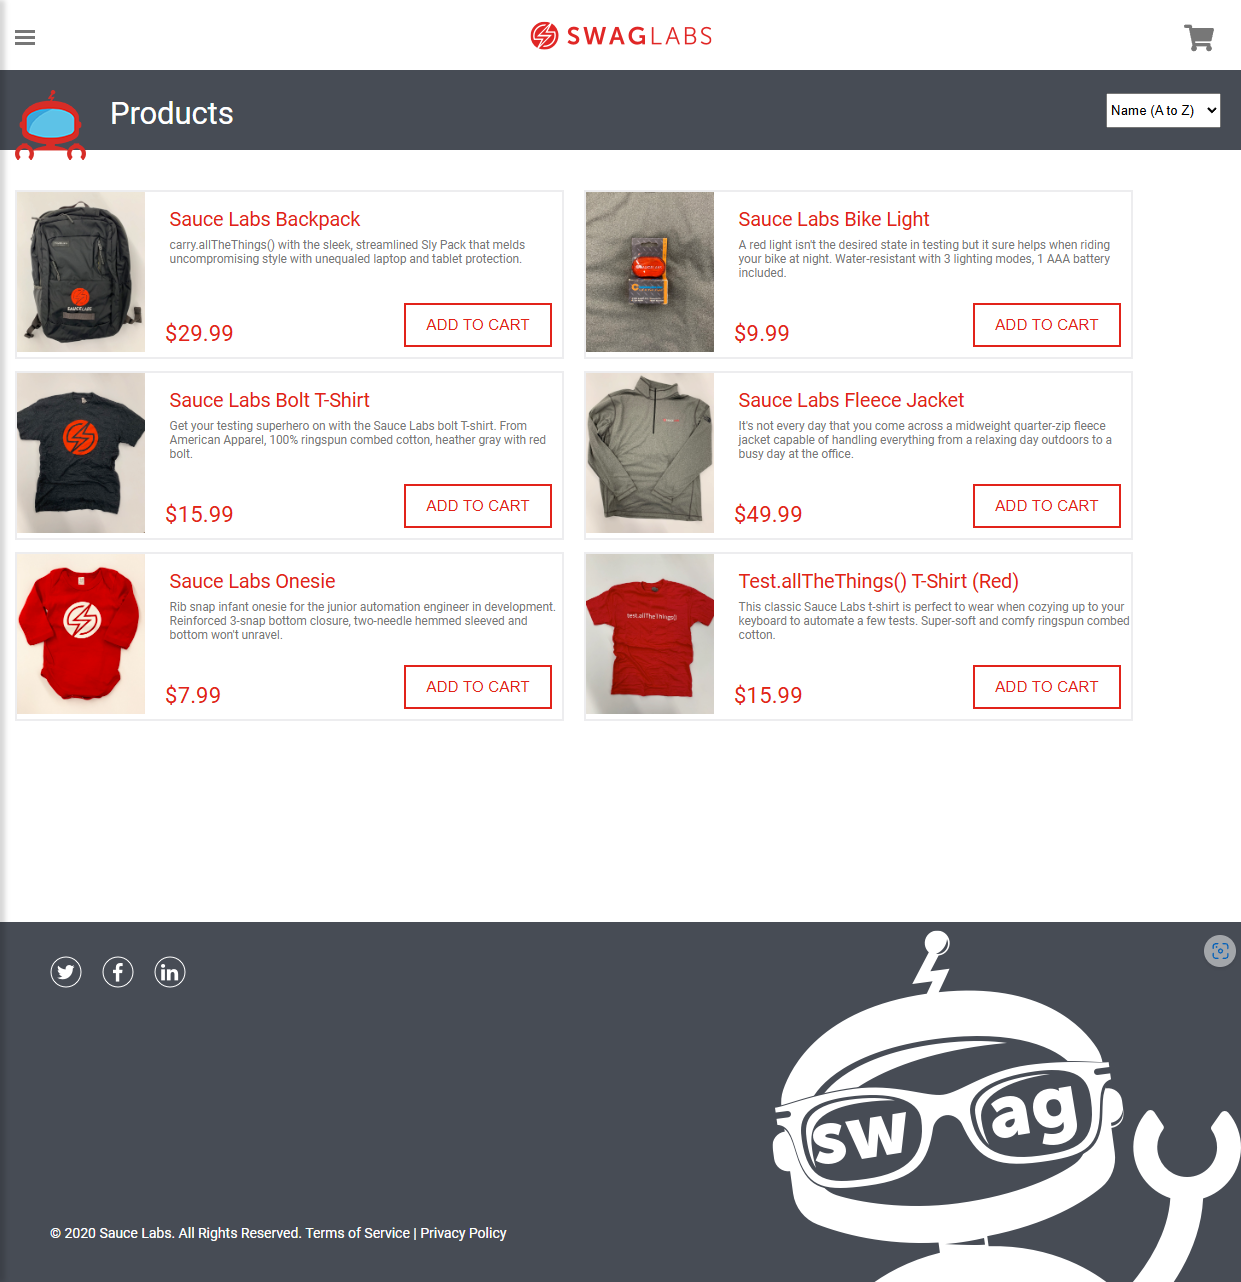 SWAGLABS
Products
Name (A to Z)
Sauce Labs Backpack
carry.allTheThings() with the sleek, streamlined Sly Pack that melds
uncompromising style with unequaled laptop and tablet protection.
$29.99
ADD TO CART
SAUCELABS
Sauce Labs Bike Light
A red light isn't the desired state in testing but it sure helps when riding
your bike at night. Water-resistant with 3 lighting modes, 1 AAA battery
included.
$9.99
ADD TO CART
Sauce Labs Bolt T-Shirt
Get your testing superhero on with the Sauce Labs bolt T-shirt. From
American Apparel, 100% ringspun combed cotton, heather gray with red
bolt.
$15.99
ADD TO CART
Sauce Labs Fleece Jacket
It's not every day that you come across a midweight quarter-zip fleece
jacket capable of handling everything from a relaxing day outdoors to a
busy day at the office.
$49.99
ADD TO CART
Sauce Labs Onesie
Rib snap infant onesie for the junior automation engineer in development.
Reinforced 3-snap bottom closure, two-needle hemmed sleeved and
bottom won't unravel.
$7.99
ADD TO CART
test.allTheThings()
Test.allTheThings() T-Shirt (Red)
This classic Sauce Labs t-shirt is perfect to wear when cozying up to your
keyboard to automate a few tests. Super-soft and comfy ringspun combed
cotton.
$15.99
ADD TO CART
sw ag
© 2020 Sauce Labs. All Rights Reserved. Terms of Service | Privacy Policy